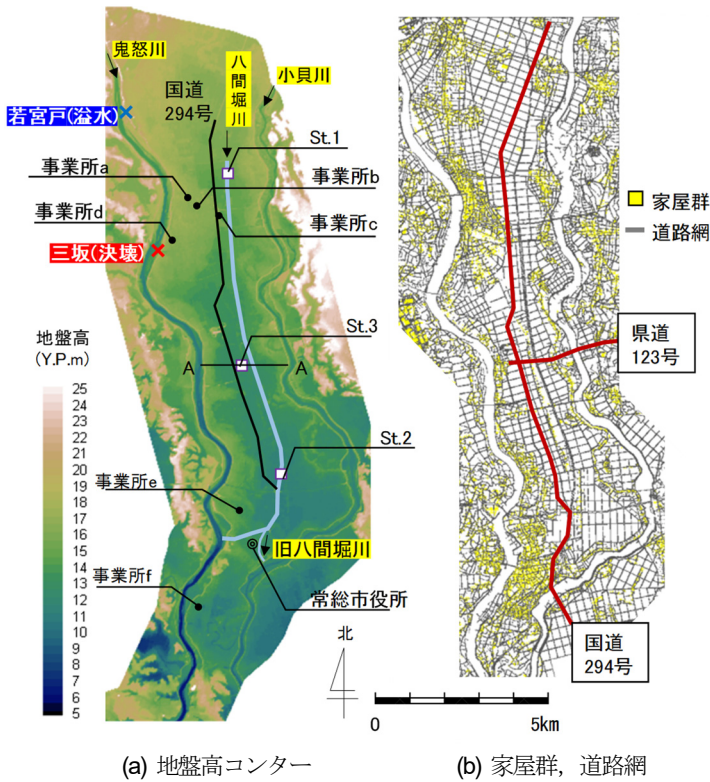 鬼怒川
八間堀川
小貝川
国道
294号
若宮戸(溢水)
St.1
事業所a
事業所b
事業所d
事業所c
三坂(決壊)
地盤高
(Y.P.m)
St.3
A
A
25
24
23
22
21
20
19
18
17
16
15
14
13
12
11
10
9
8
7
6
5
St.2
事業所e
旧八間堀川
事業所f
常総市役所
北
家屋群
道路網
県道
123号
国道
294号
0
5km
(a) 地盤高コンター
(b) 家屋群，道路網